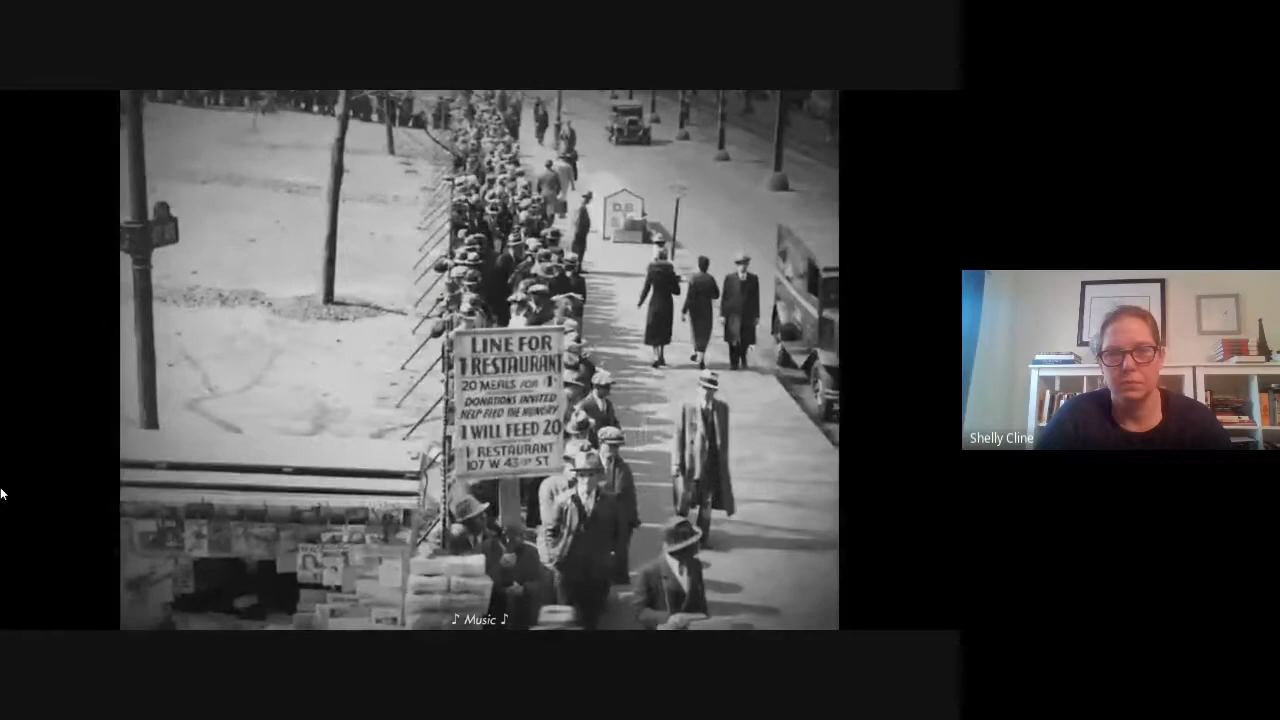 LINE FOR
1¢ RESTAURANT
20 MEALS FOR $1.
DONATIONS INVITED
HELP FEED THE HUNGRY
$1 WILL FEED 20
1¢ RESTAURANT
107 W 43RD ST
♪ Music ♪
Shelly Cline